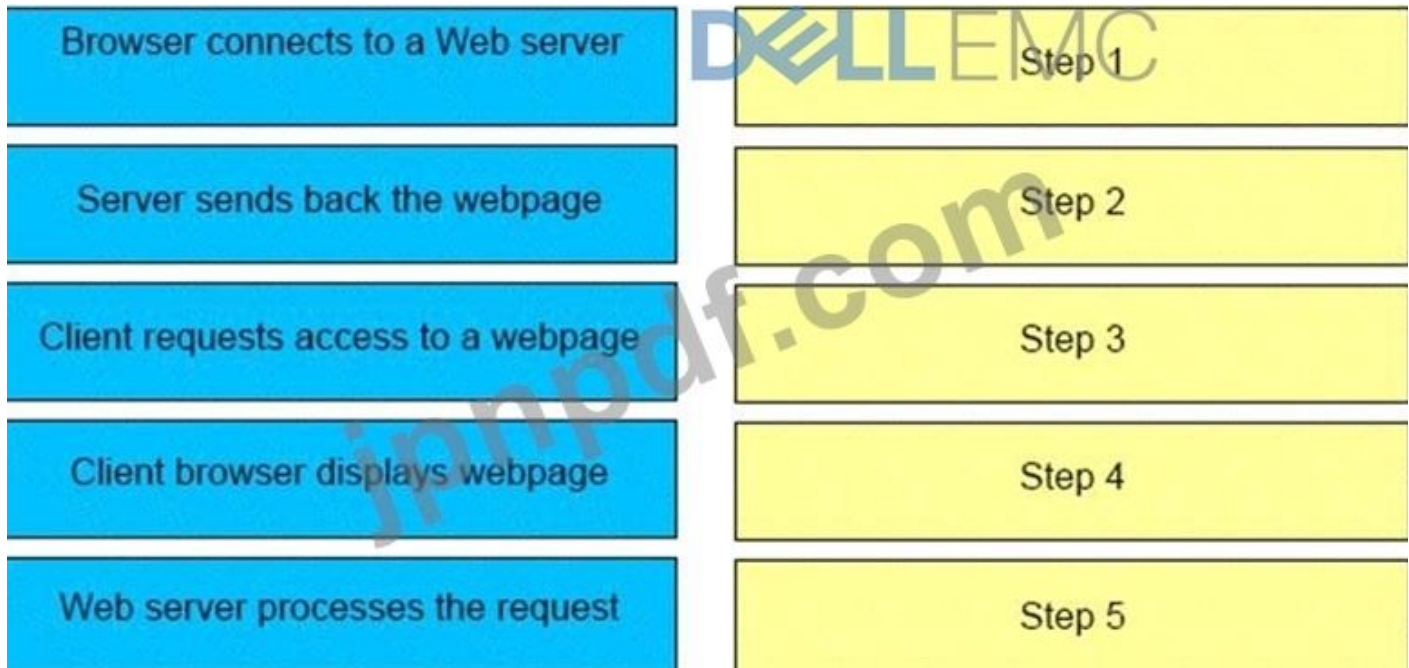 Browser connects to a Web server
DELLEMC
Step 1
Server sends back the webpage
Step 2
Client requests access to a webpage
Step 3
Client browser displays webpage
Step 4
Web server processes the request
Step 5
jpnpdf.com